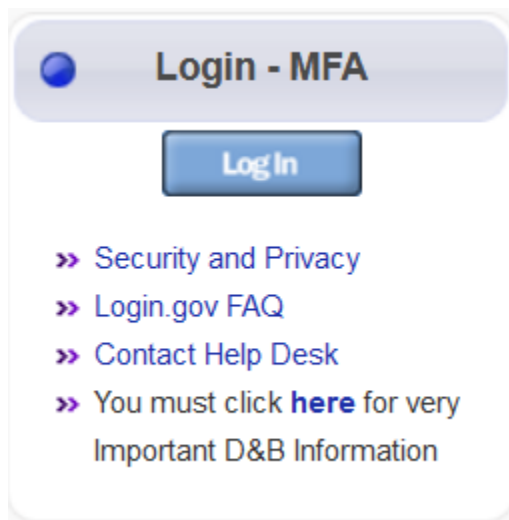 Login - MFA
Log In
Security and Privacy
Login.gov FAQ
Contact Help Desk
You must click here for very
Important D&B Information